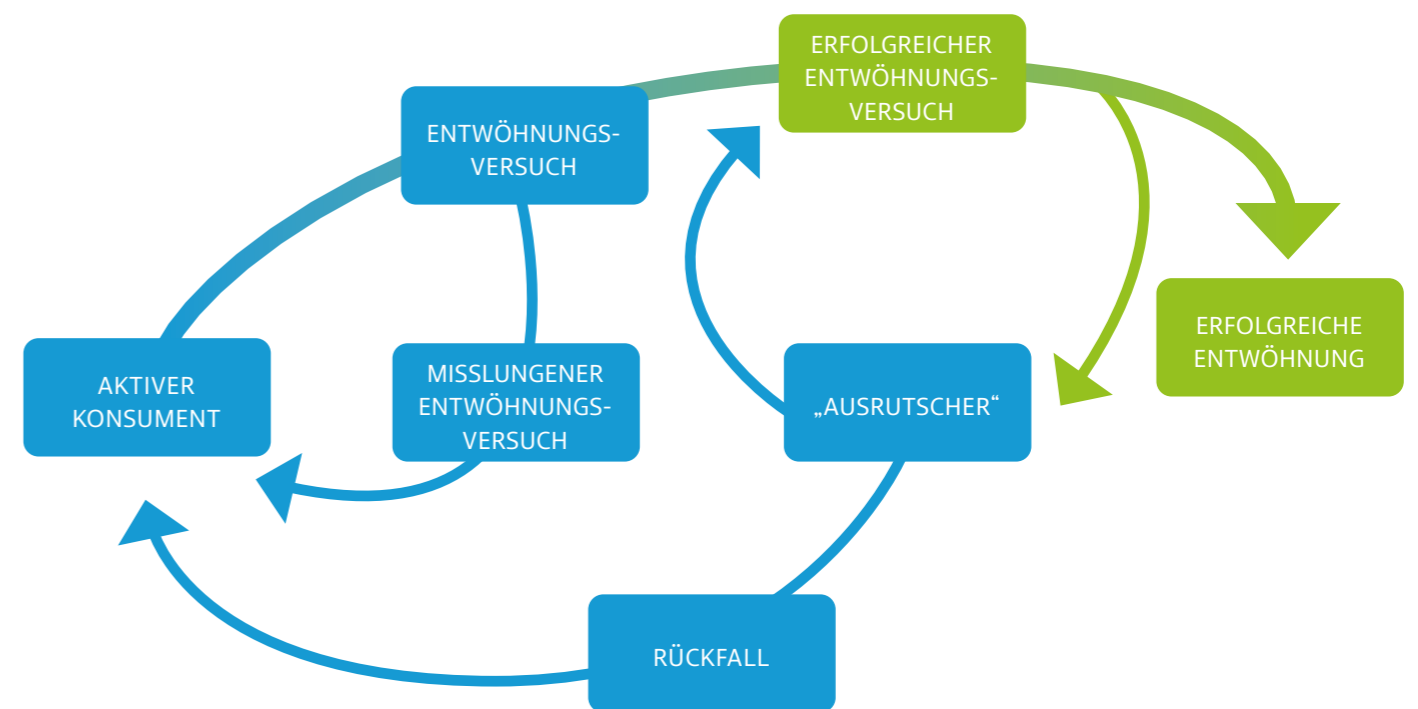 ERFOLGREICHER
ENTWÖHNUNGS-
VERSUCH
ENTWÖHNUNGS-
VERSUCH
ERFOLGREICHE
ENTWÖHNUNG
AKTIVER
KONSUMENT
MISSLUNGENER
ENTWÖHNUNGS-
VERSUCH
„AUSRUTSCHER“
RÜCKFALL